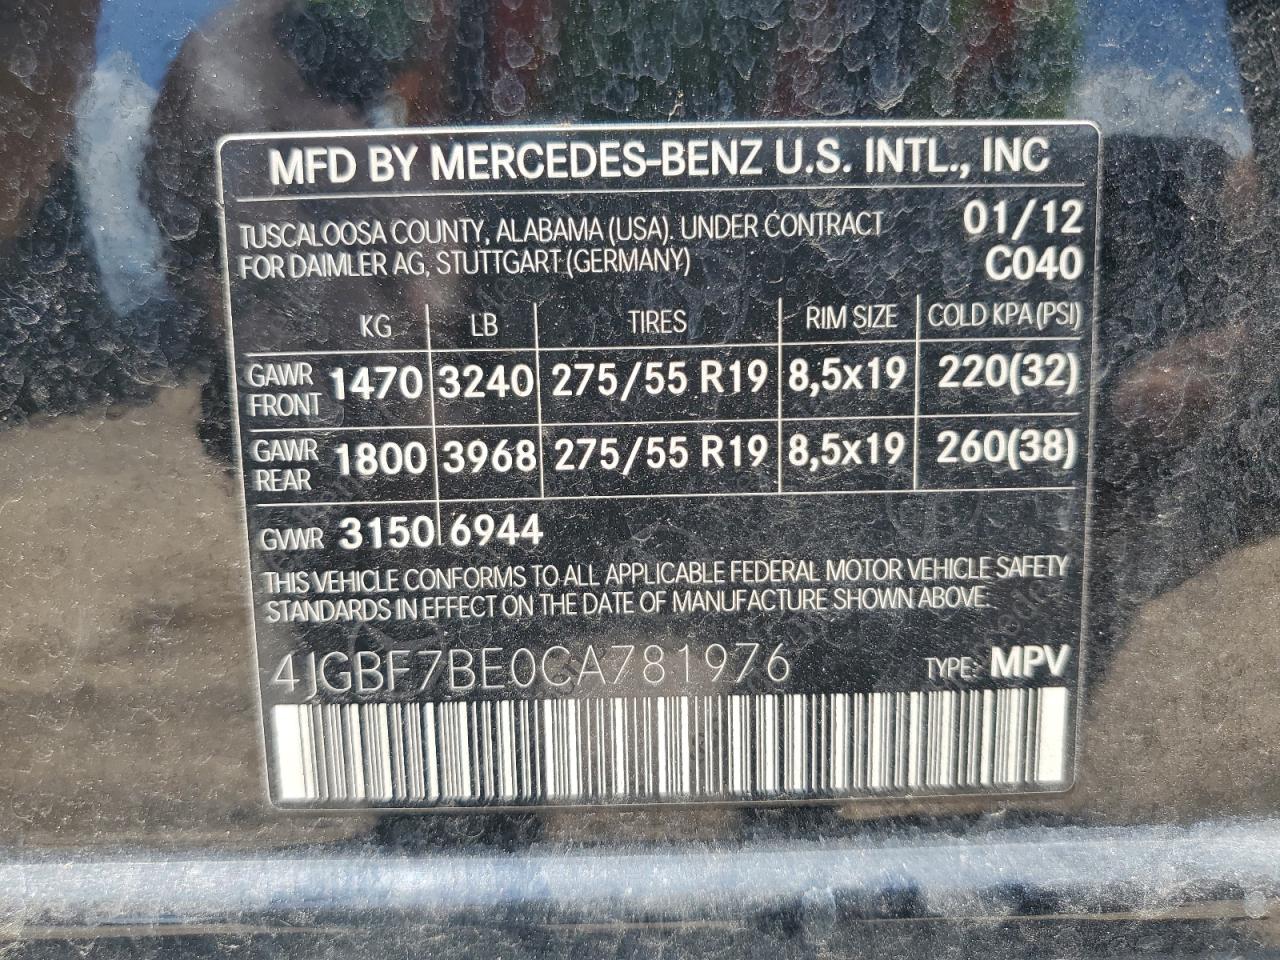 MFD BY MERCEDES-BENZ U.S. INTL., INC
TUSCALOOSA COUNTY, ALABAMA (USA). UNDER CONTRACT 01/12
FOR DAIMLER AG, STUTTGART (GERMANY) C040
KG LB TIRES RIM SIZE COLD KPA (PSI)
GAWR FRONT 1470 3240 275/55 R19 8,5x19 220(32)
GAWR REAR 1800 3968 275/55 R19 8,5x19 260(38)
GVWR 3150 6944
THIS VEHICLE CONFORMS TO ALL APPLICABLE FEDERAL MOTOR VEHICLE SAFETY
STANDARDS IN EFFECT ON THE DATE OF MANUFACTURE SHOWN ABOVE.
4JGBF7BE0CA781976 TYPE: MPV